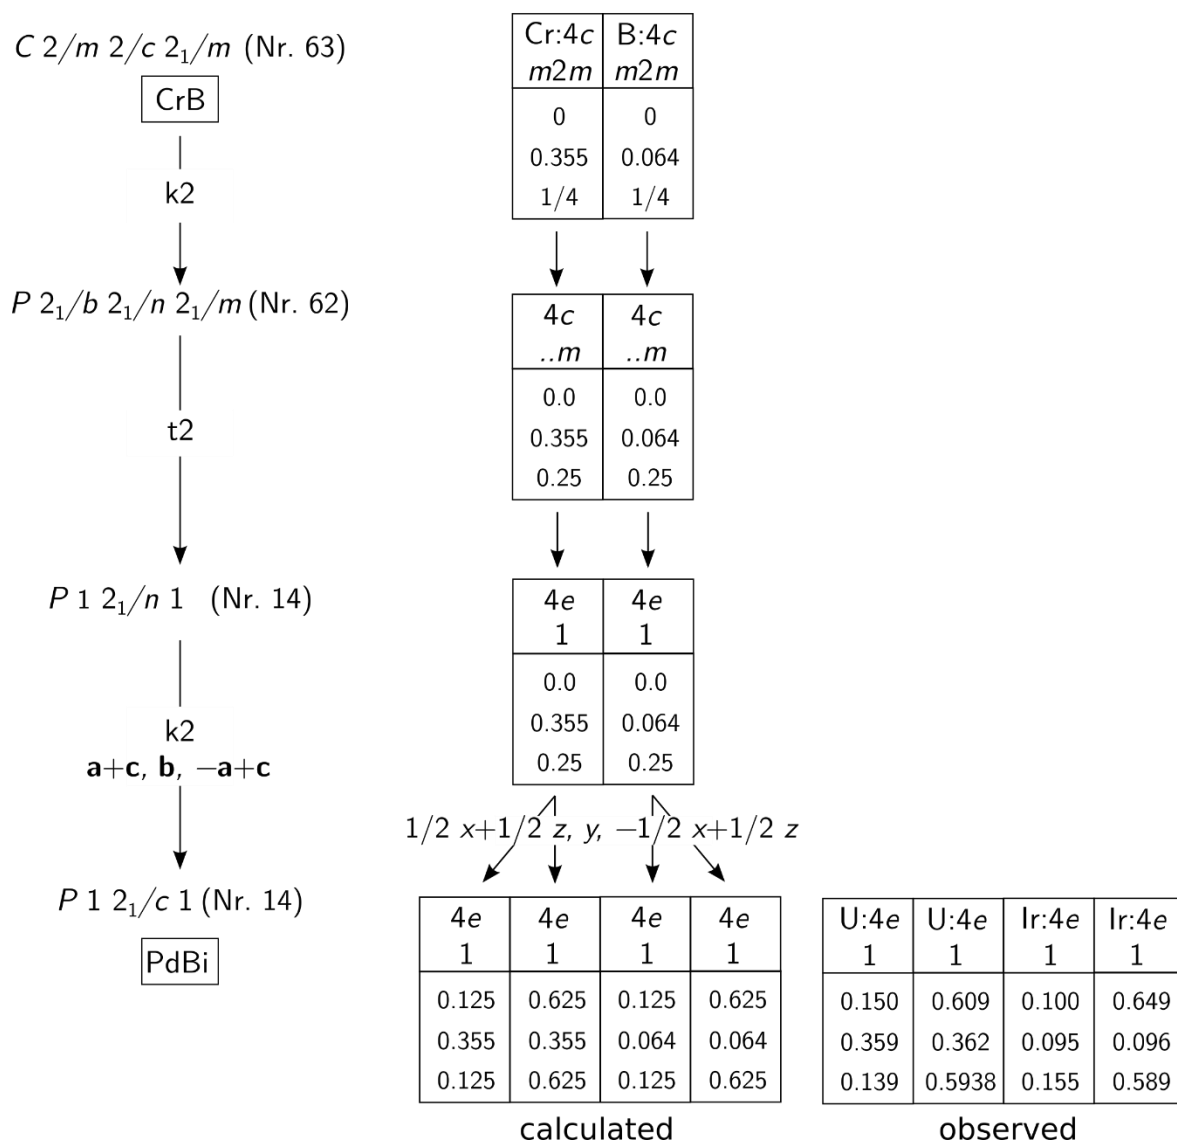 C 2/m 2/c 2₁/m (Nr. 63)
CrB
k2
P 2₁/b 2₁/n 2₁/m (Nr. 62)
t2
P 1 2₁/n 1 (Nr. 14)
k2
a+c, b, −a+c
P 1 2₁/c 1 (Nr. 14)
PdBi
Cr:4c B:4c
m2m m2m
0 0
0.355 0.064
1/4 1/4
4c 4c
..m ..m
0.0 0.0
0.355 0.064
0.25 0.25
4e 4e
1 1
0.0 0.0
0.355 0.064
0.25 0.25
1/2 x+1/2 z, y, −1/2 x+1/2 z
4e 4e 4e 4e
1 1 1 1
0.125 0.625 0.125 0.625
0.355 0.355 0.064 0.064
0.125 0.625 0.125 0.625
calculated
U:4e U:4e Ir:4e Ir:4e
1 1 1 1
0.150 0.609 0.100 0.649
0.359 0.362 0.095 0.096
0.139 0.5938 0.155 0.589
observed